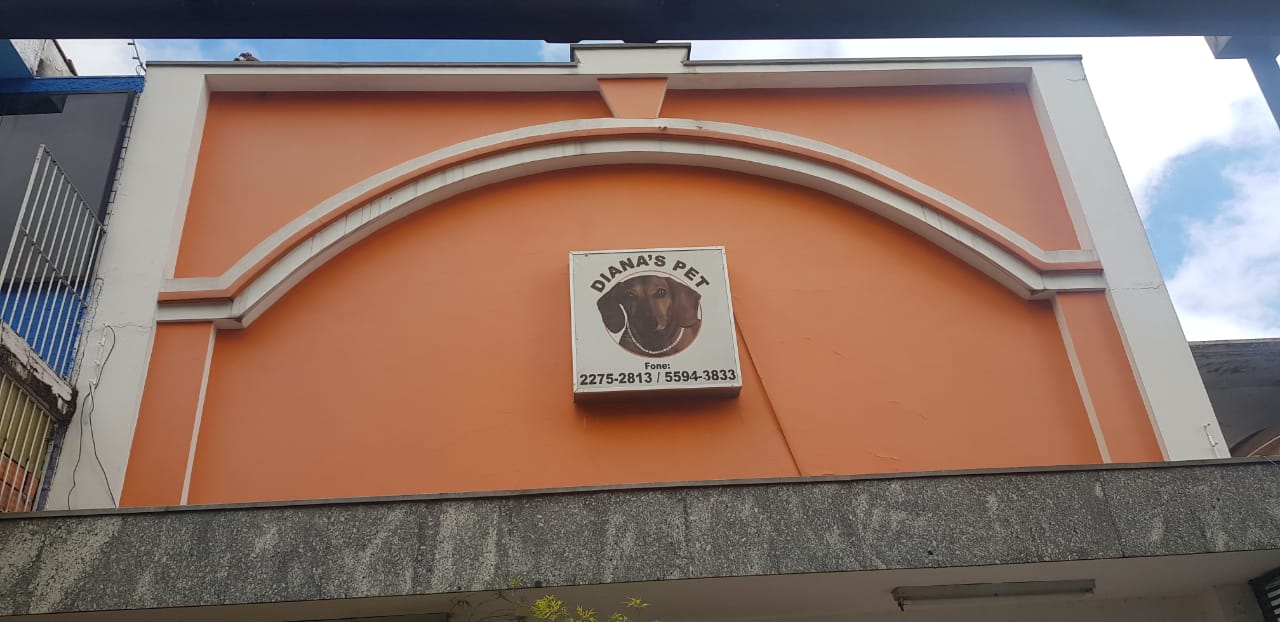 DIANA'S PET
Fone:
2275-2813 / 5594-3833